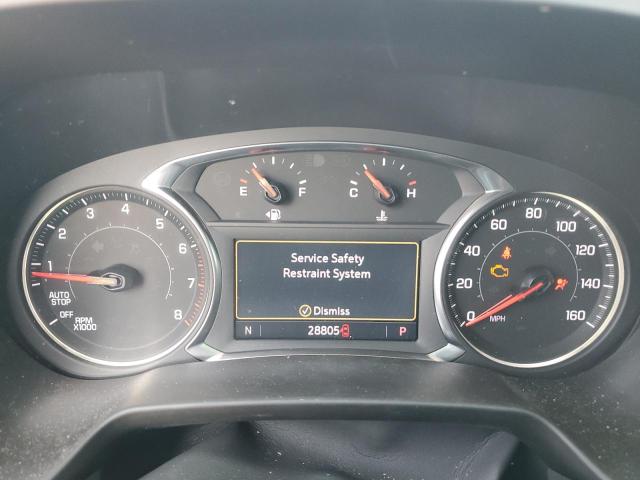 E F
C H
1 2 3 4 5 6 7 8
AUTO
STOP
OFF
RPM
X1000
Service Safety
Restraint System
Dismiss
N 28805 P
0 20 40 60 80 100 120 140 160
MPH